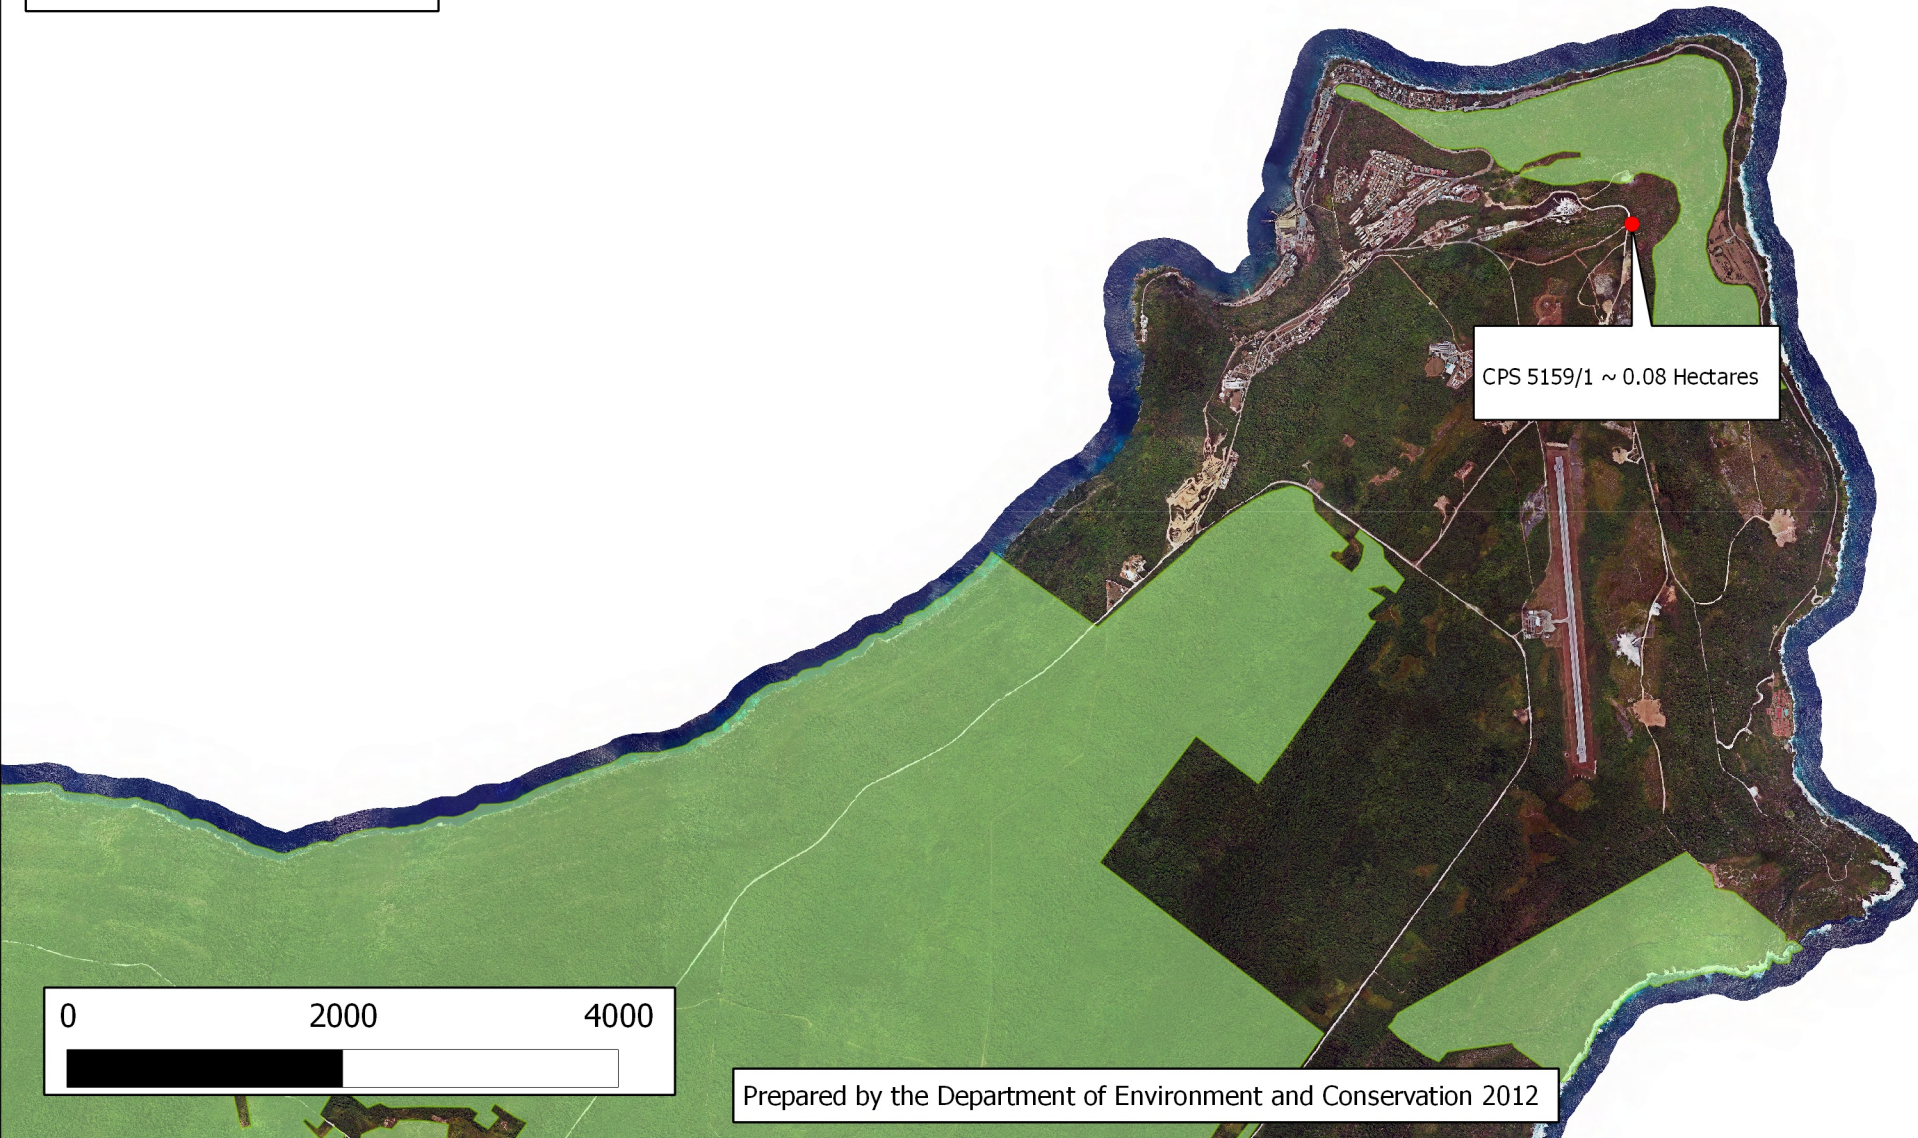 CPS 5159/1 ~ 0.08 Hectares
0 2000 4000
Prepared by the Department of Environment and Conservation 2012